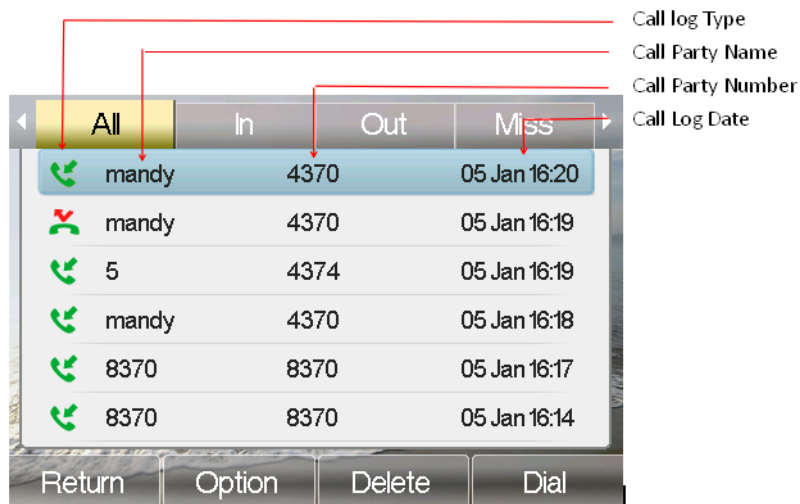 Call log Type
Call Party Name
Call Party Number
Call Log Date
All In Out Miss
mandy 4370 05 Jan 16:20
mandy 4370 05 Jan 16:19
5 4374 05 Jan 16:19
mandy 4370 05 Jan 16:18
8370 8370 05 Jan 16:17
8370 8370 05 Jan 16:14
Return Option Delete Dial